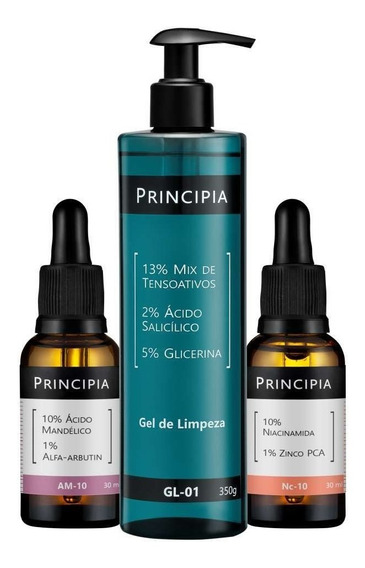 PRINCIPIA
13% MIX DE
TENSOATIVOS
2% ÁCIDO
SALICÍLICO
5% GLICERINA
Gel de Limpeza
GL-01 350g
PRINCIPIA
10% ÁCIDO
MANDÉLICO
1%
ALFA-ARBUTIN
AM-10 30 ml
PRINCIPIA
10%
NIACINAMIDA
1% ZINCO PCA
Nc-10 30 ml